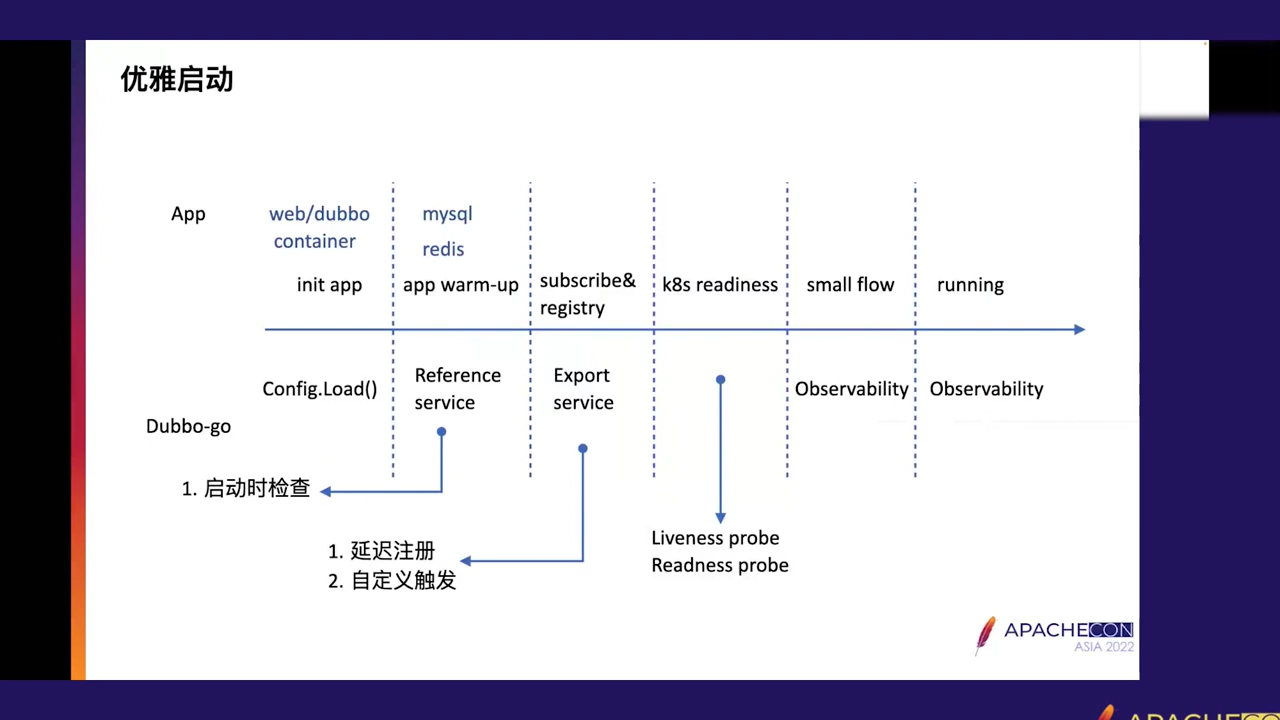 优雅启动
App
web/dubbo
container
mysql
redis
init app
app warm-up
subscribe&
registry
k8s readiness
small flow
running
Config.Load()
Reference
service
Export
service
Observability
Observability
Dubbo-go
1. 启动时检查
1. 延迟注册
2. 自定义触发
Liveness probe
Readness probe
APACHECON
ASIA 2022
APACHECO